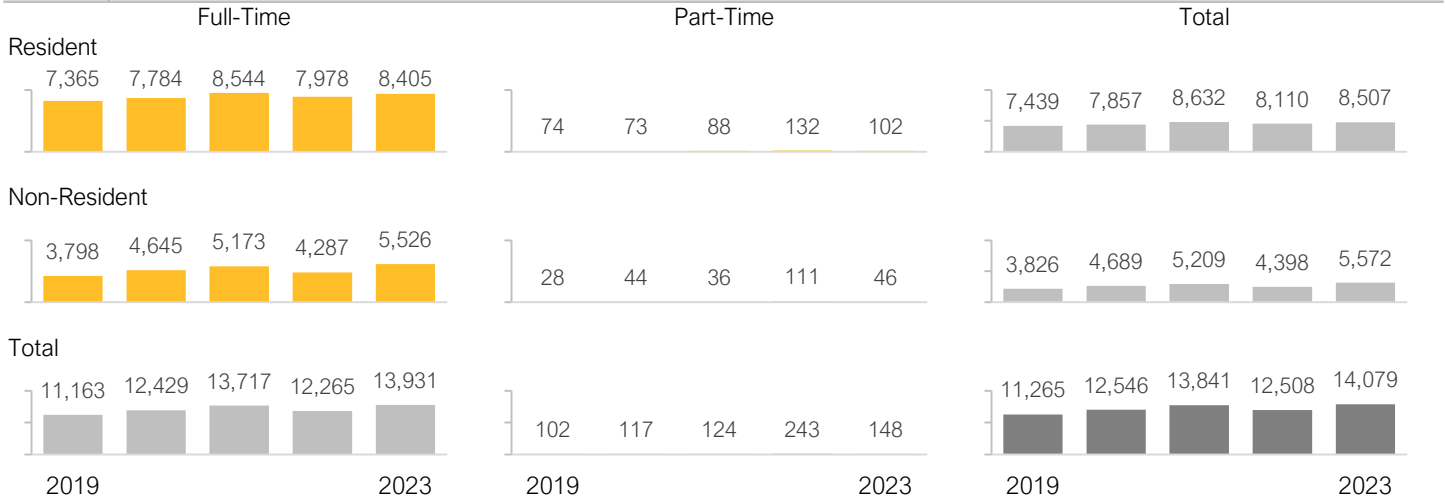 Full-Time Part-Time Total
Resident
7,365 7,784 8,544 7,978 8,405 74 73 88 132 102 7,439 7,857 8,632 8,110 8,507
Non-Resident
3,798 4,645 5,173 4,287 5,526 28 44 36 111 46 3,826 4,689 5,209 4,398 5,572
Total
11,163 12,429 13,717 12,265 13,931 102 117 124 243 148 11,265 12,546 13,841 12,508 14,079
2019 2023 2019 2023 2019 2023